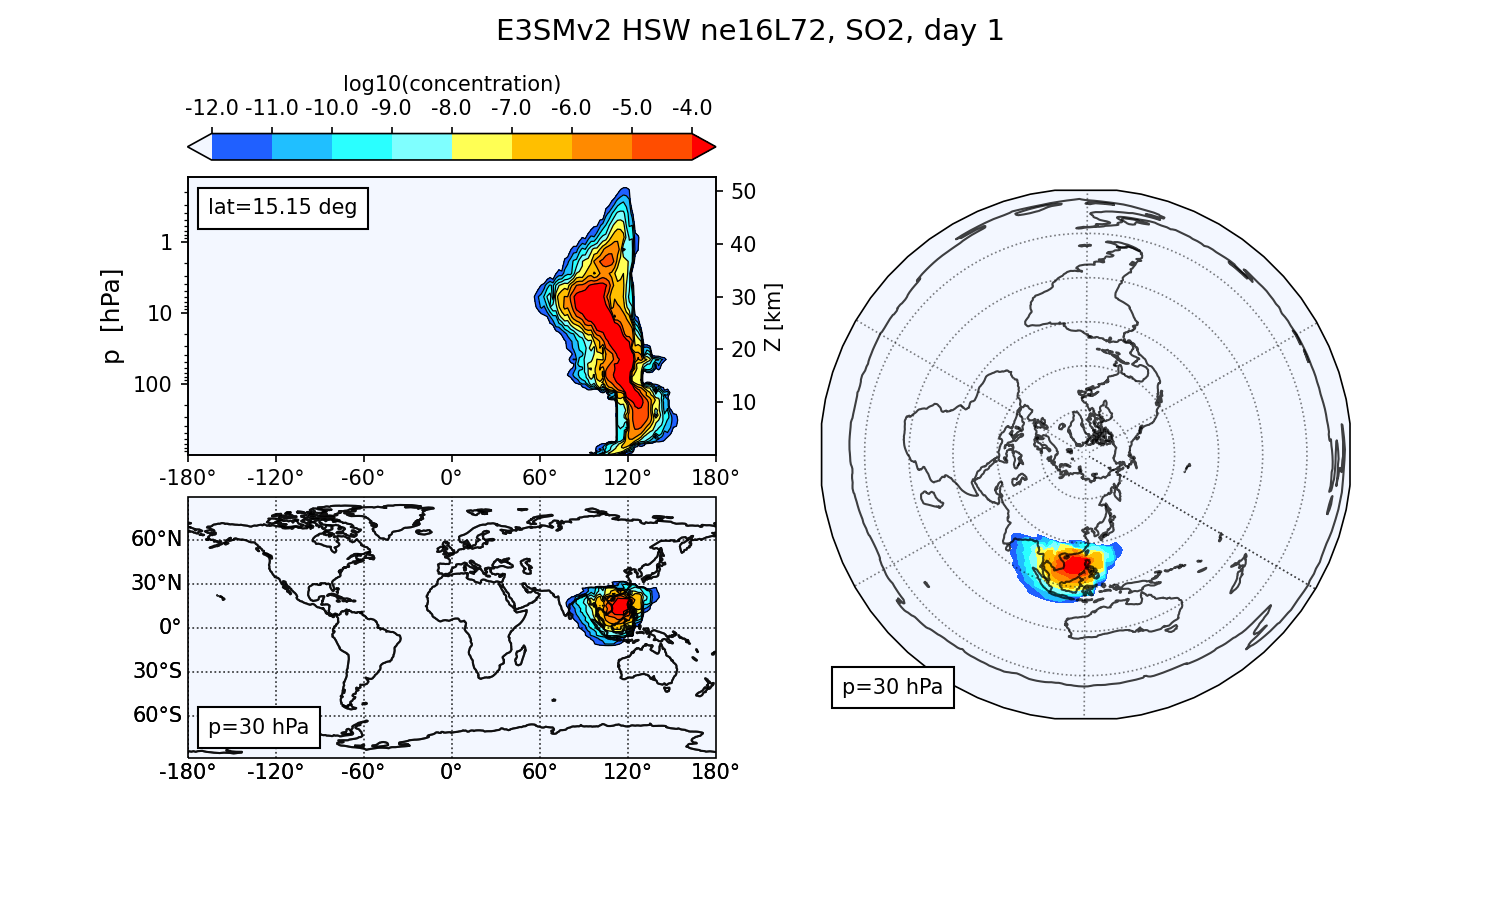 E3SMv2 HSW ne16L72, SO2, day 1
log10(concentration)
-12.0 -11.0 -10.0 -9.0 -8.0 -7.0 -6.0 -5.0 -4.0
lat=15.15 deg
p [hPa]
1
10
100
50
40
30
20
10
Z [km]
-180° -120° -60° 0° 60° 120° 180°
60°N
30°N
0°
30°S
60°S
p=30 hPa
-180° -120° -60° 0° 60° 120° 180°
p=30 hPa